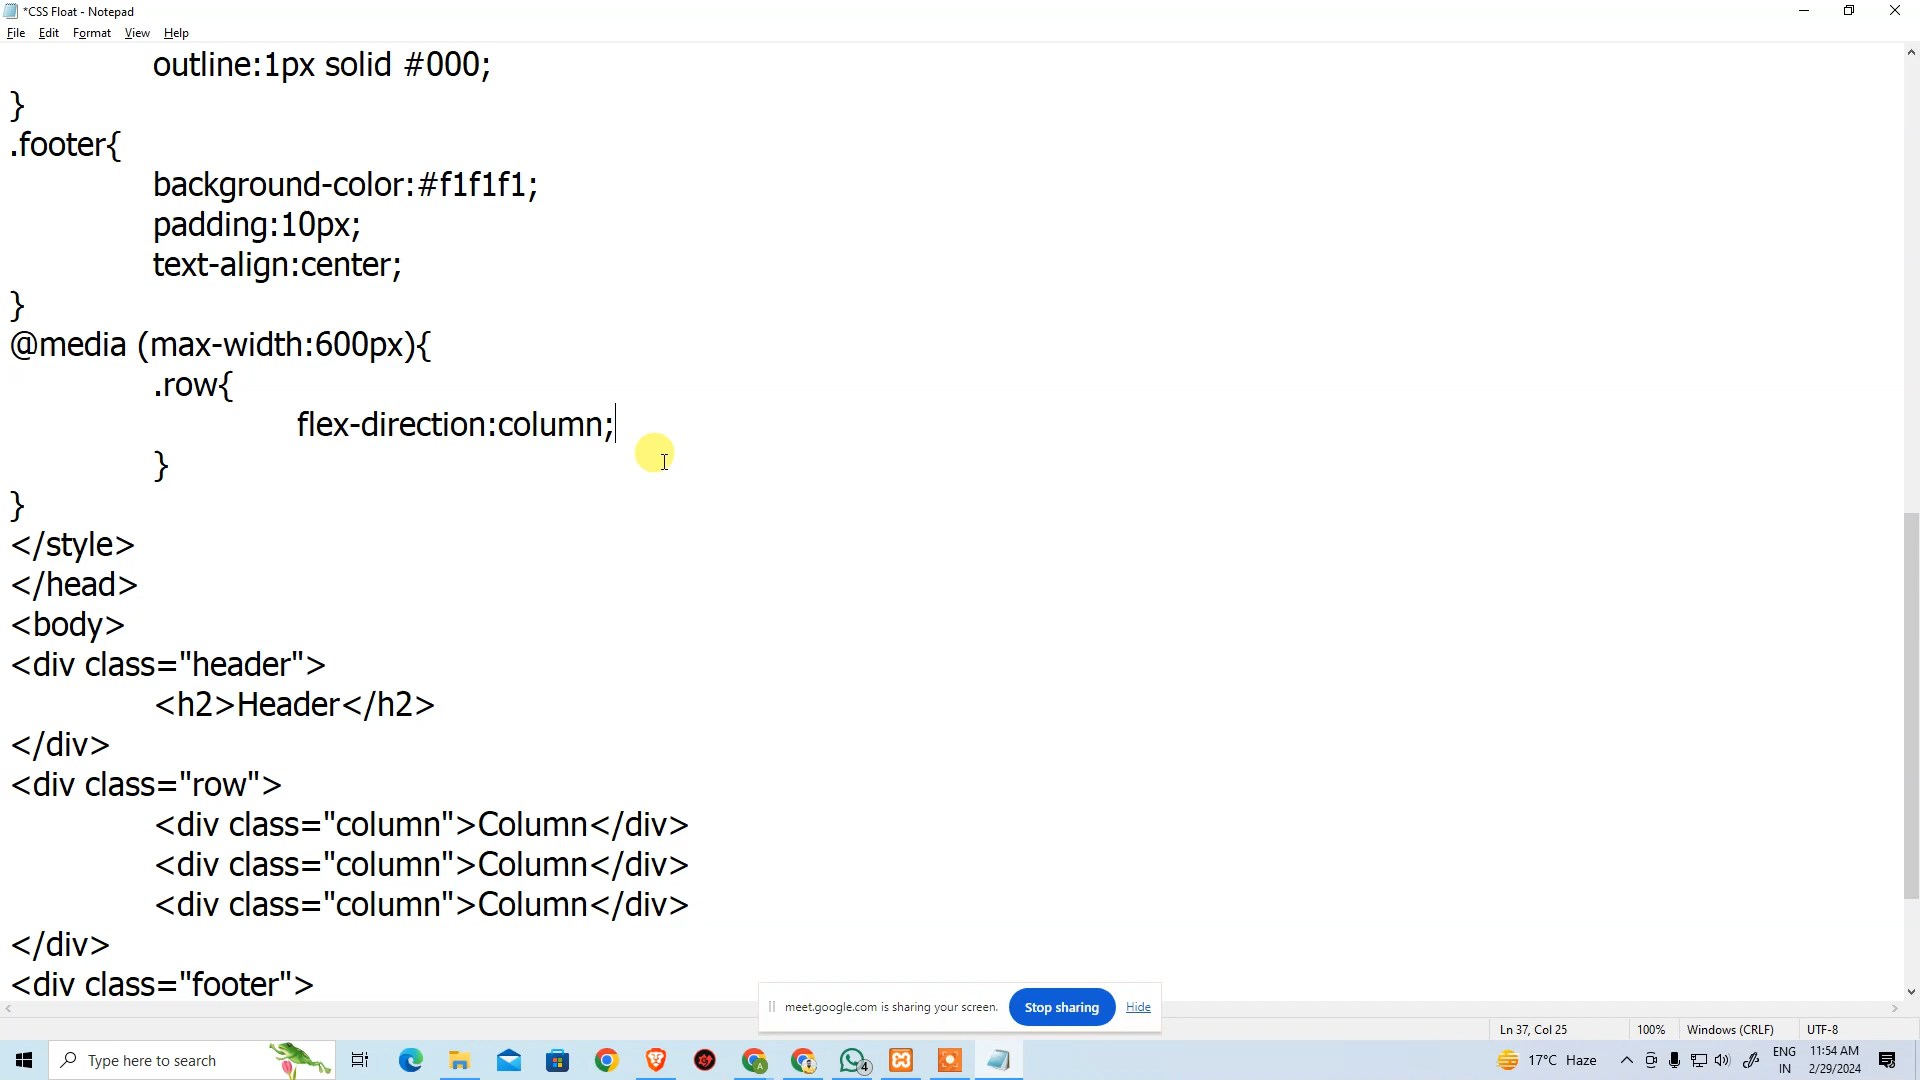 *CSS Float - Notepad
File Edit Format View Help
outline:1px solid #000;
}
.footer{
background-color:#f1f1f1;
padding:10px;
text-align:center;
}
@media (max-width:600px){
.row{
flex-direction:column;
}
}
</style>
</head>
<body>
<div class="header">
<h2>Header</h2>
</div>
<div class="row">
<div class="column">Column</div>
<div class="column">Column</div>
<div class="column">Column</div>
</div>
<div class="footer">
meet.google.com is sharing your screen. Stop sharing Hide
Ln 37, Col 25 100% Windows (CRLF) UTF-8
Type here to search 4 17°C Haze ENG 11:54 AM
IN 2/29/2024